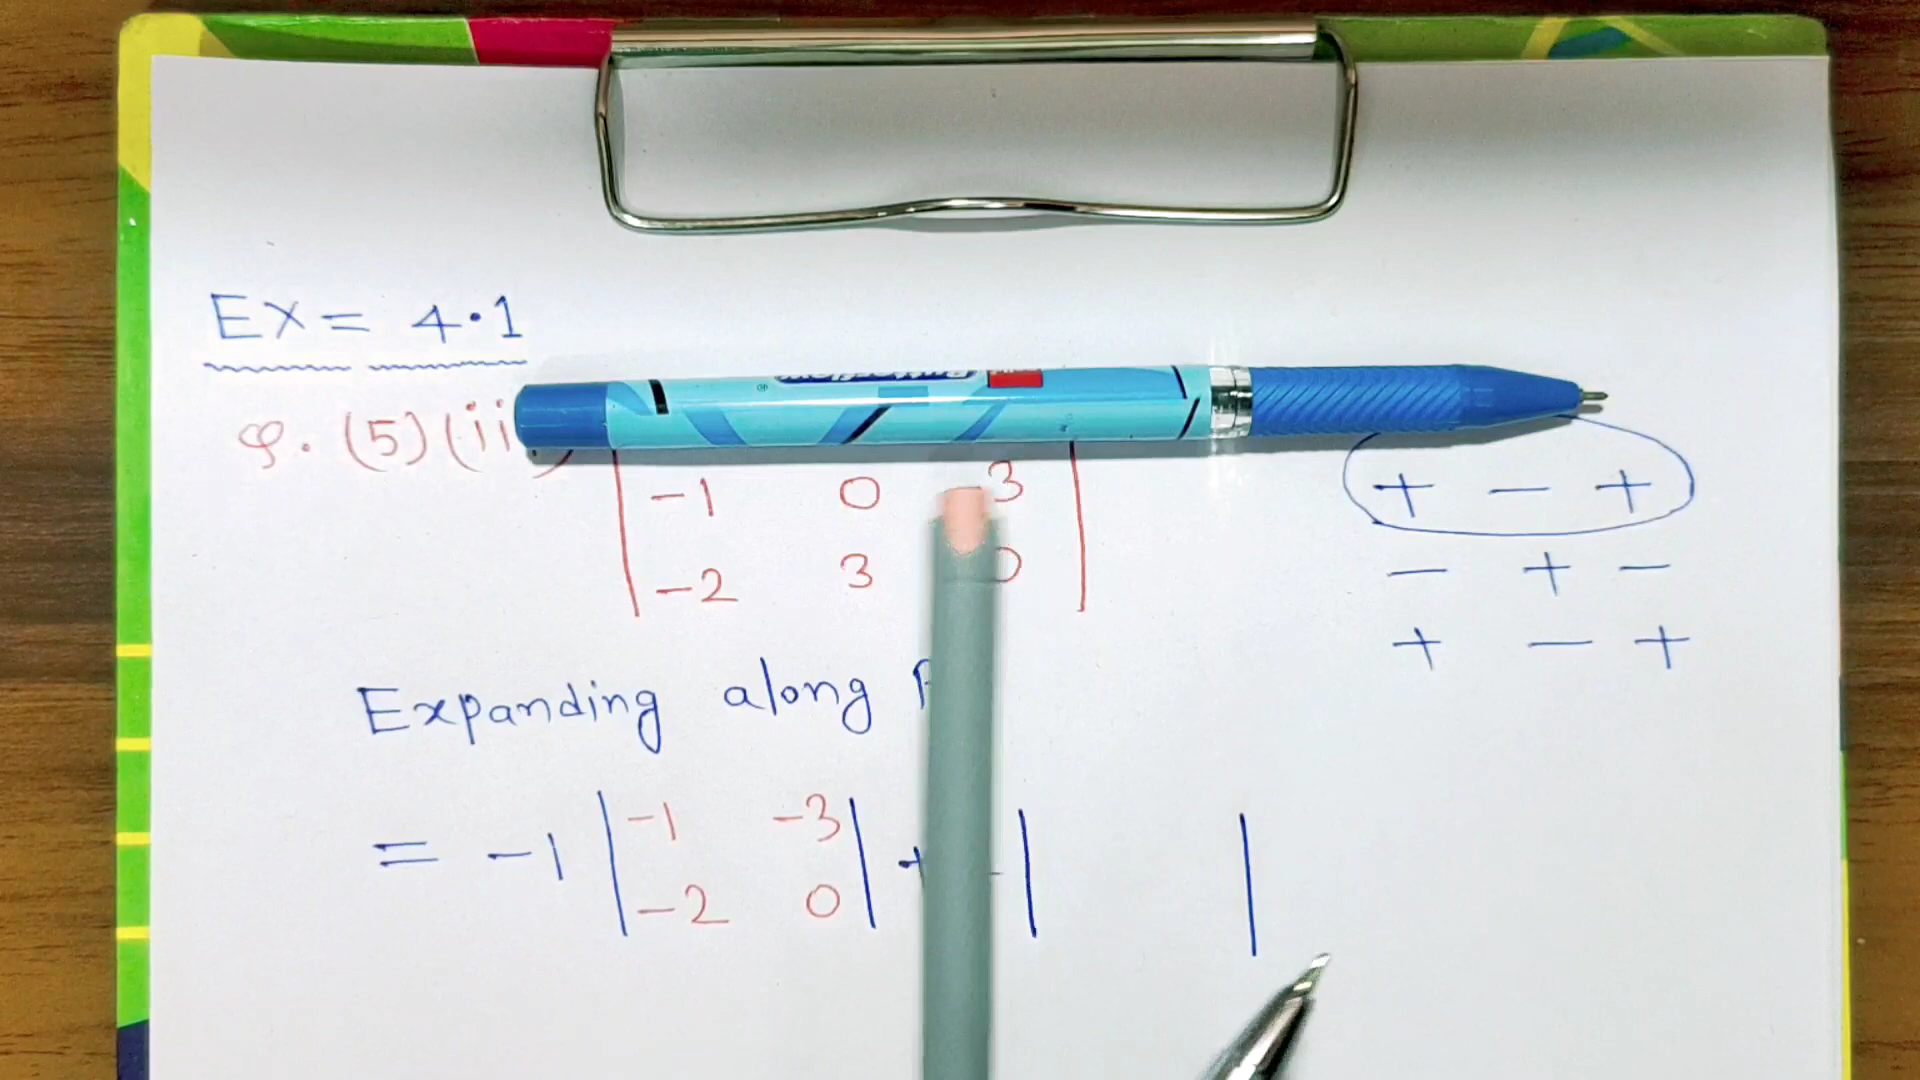 EX = 4.1
Q. (5) (ii
-1 0 3
-2 3 0
+ - +
- + -
+ - +
Expanding along
= -1 | -1 -3 | + - | |
-2 0